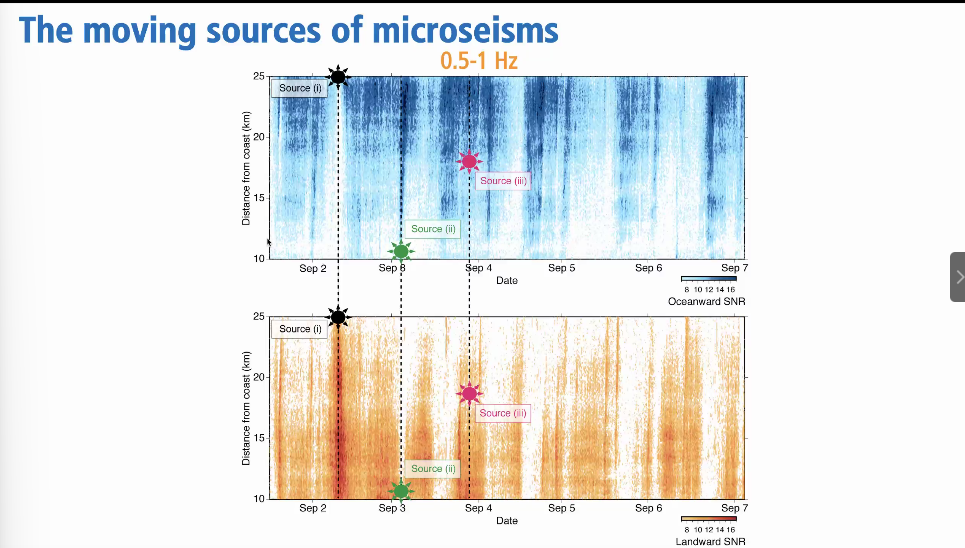 The moving sources of microseisms
0.5-1 Hz
25
20
15
10
Distance from coast (km)
Source (i)
Source (iii)
Source (ii)
Sep 2
Sep 3
Sep 4
Sep 5
Sep 6
Sep 7
Date
8 10 12 14 16
Oceanward SNR
25
20
15
10
Distance from coast (km)
Source (i)
Source (iii)
Source (ii)
Sep 2
Sep 3
Sep 4
Sep 5
Sep 6
Sep 7
Date
8 10 12 14 16
Landward SNR